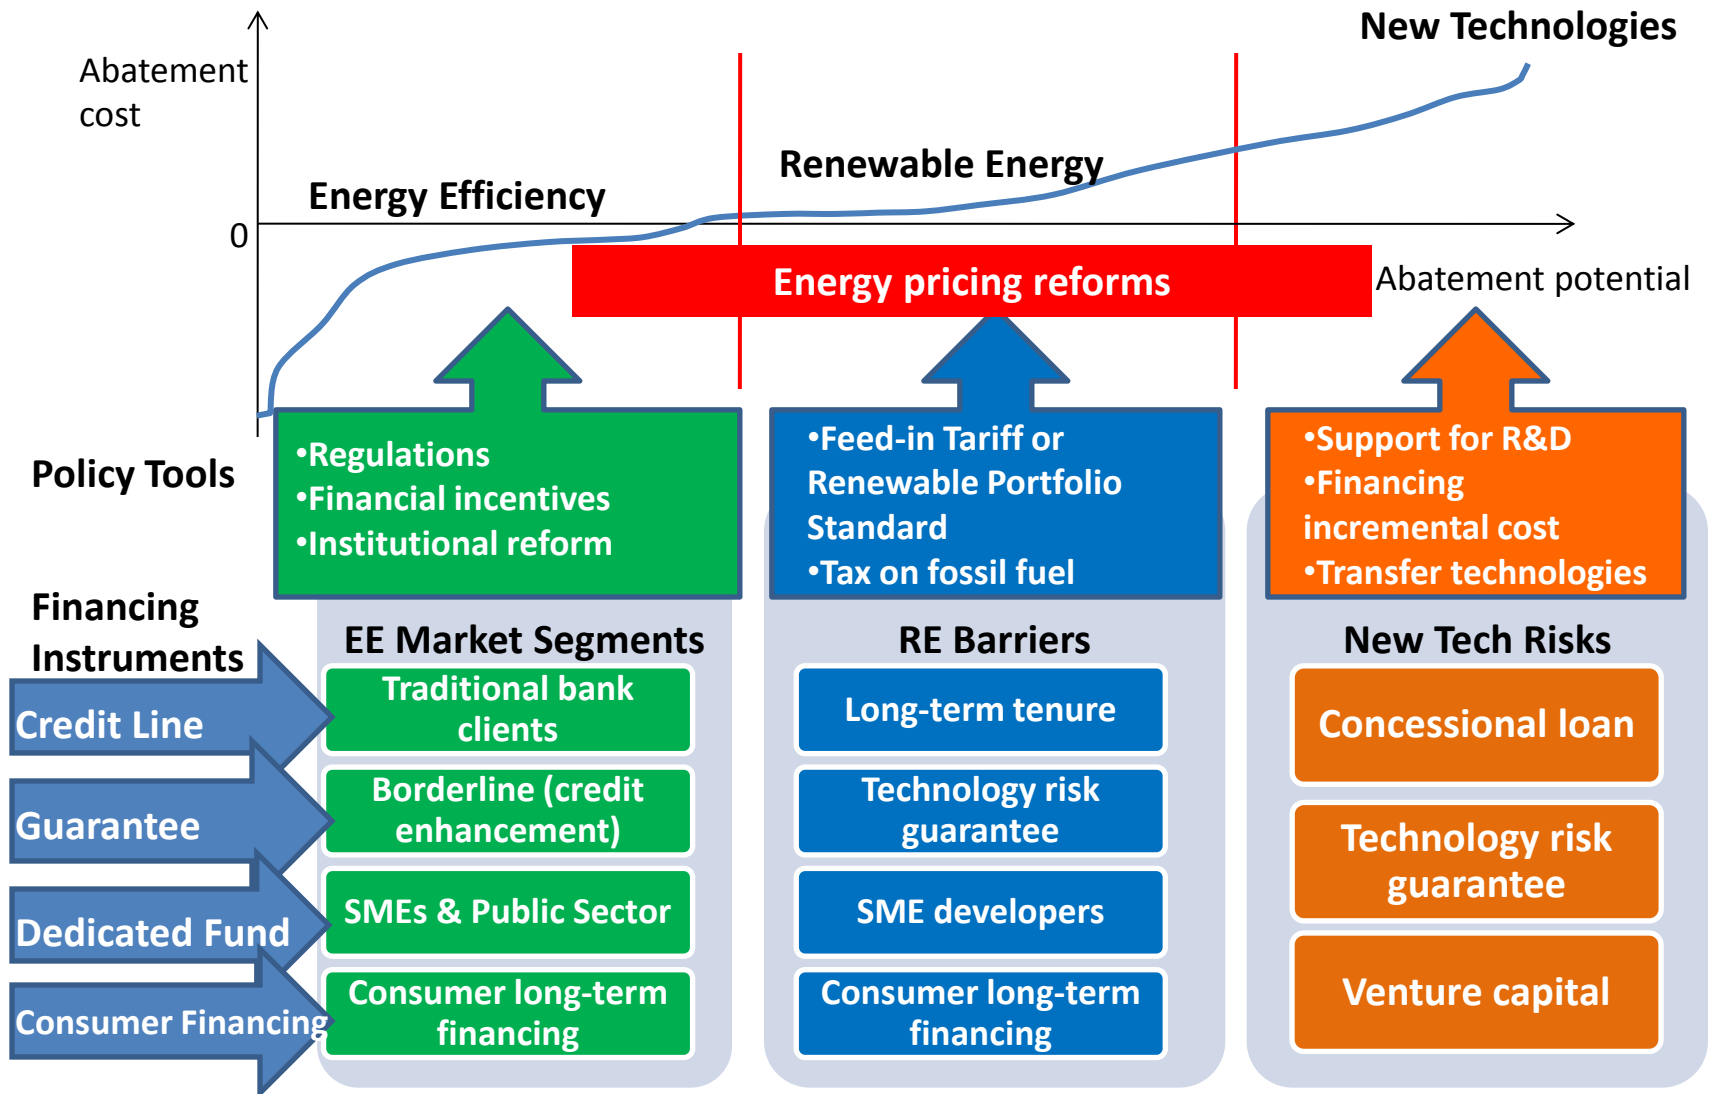 New Technologies
Abatement
cost
Renewable Energy
Energy Efficiency
0
Energy pricing reforms
Abatement potential
Policy Tools
•Regulations
•Financial incentives
•Institutional reform
•Feed-in Tariff or
Renewable Portfolio
Standard
•Tax on fossil fuel
•Support for R&D
•Financing
incremental cost
•Transfer technologies
Financing
Instruments
EE Market Segments
RE Barriers
New Tech Risks
Credit Line
Traditional bank
clients
Long-term tenure
Concessional loan
Guarantee
Borderline (credit
enhancement)
Technology risk
guarantee
Technology risk
guarantee
Dedicated Fund
SMEs & Public Sector
SME developers
Venture capital
Consumer Financing
Consumer long-term
financing
Consumer long-term
financing